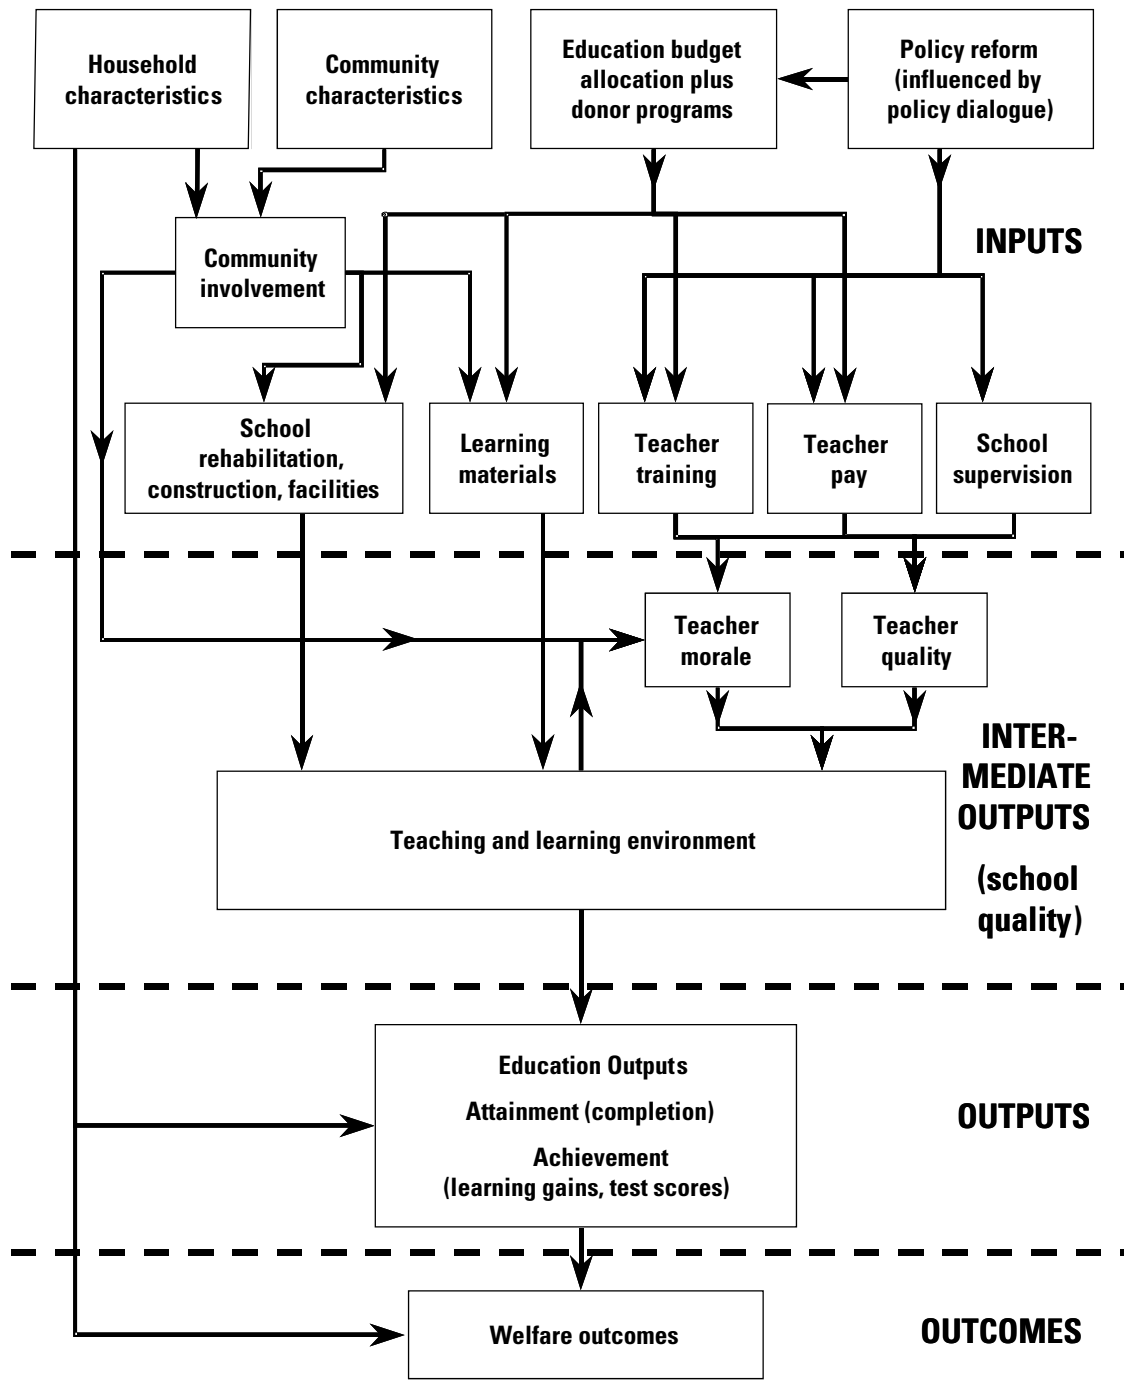 Household
characteristics
Community
characteristics
Education budget
allocation plus
donor programs
Policy reform
(influenced by
policy dialogue)
INPUTS
Community
involvement
School
rehabilitation,
construction, facilities
Learning
materials
Teacher
training
Teacher
pay
School
supervision
Teacher
morale
Teacher
quality
INTER-
MEDIATE
OUTPUTS
(school
quality)
Teaching and learning environment
Education Outputs
Attainment (completion)
Achievement
(learning gains, test scores)
OUTPUTS
Welfare outcomes
OUTCOMES